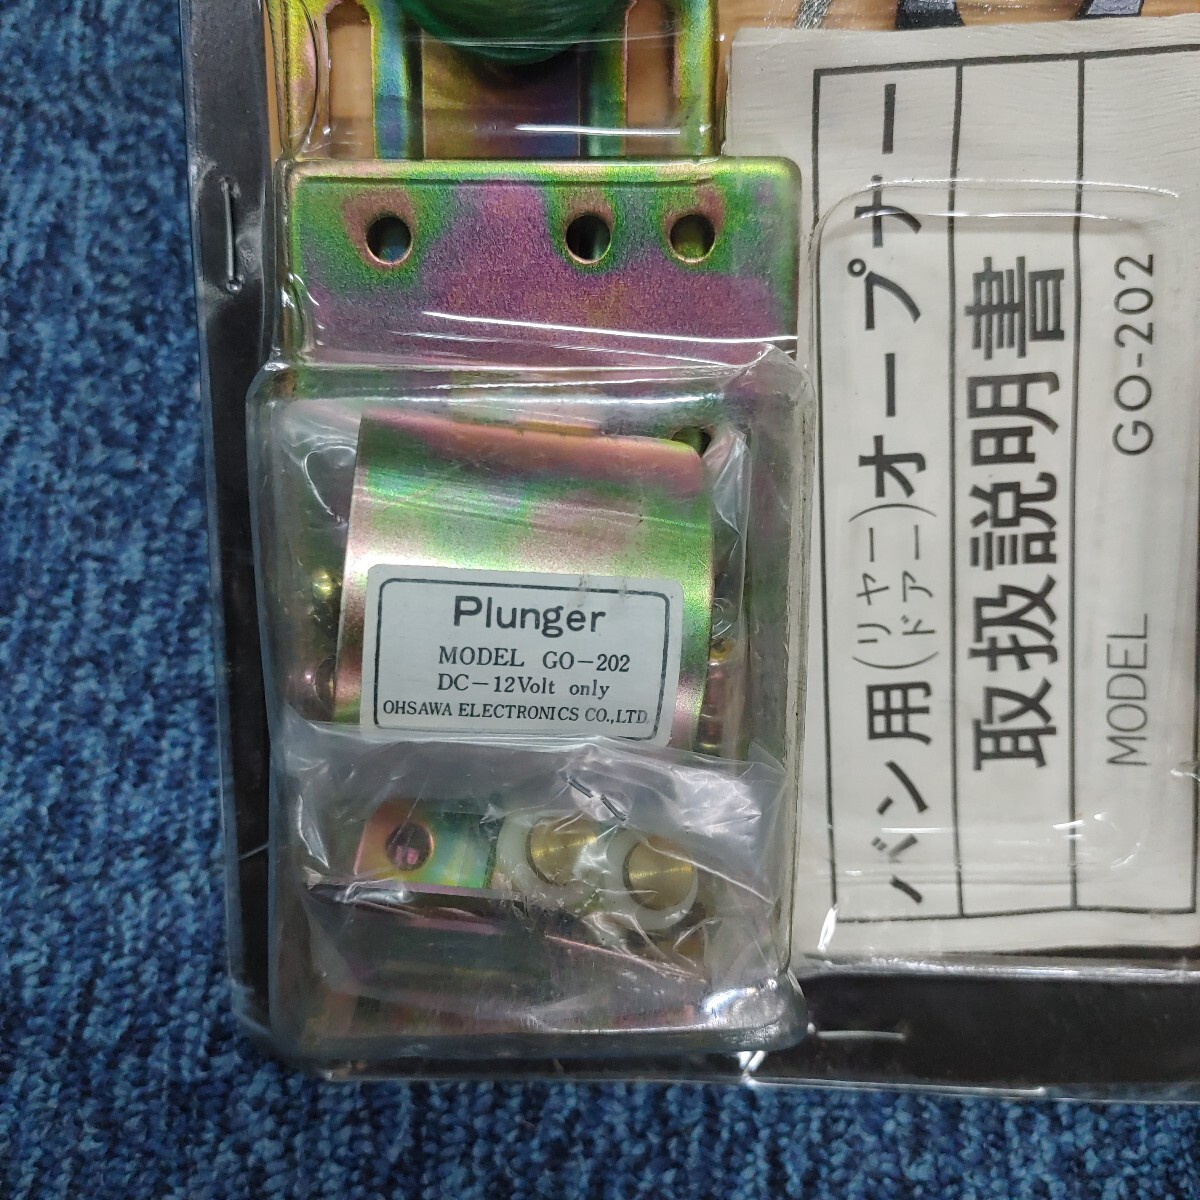 Plunger
MODEL GO-202
DC-12Volt only
OHSAWA ELECTRONICS CO.,LTD.
バン用(リヤードァー)オープナー
取扱説明書
MODEL GO-202